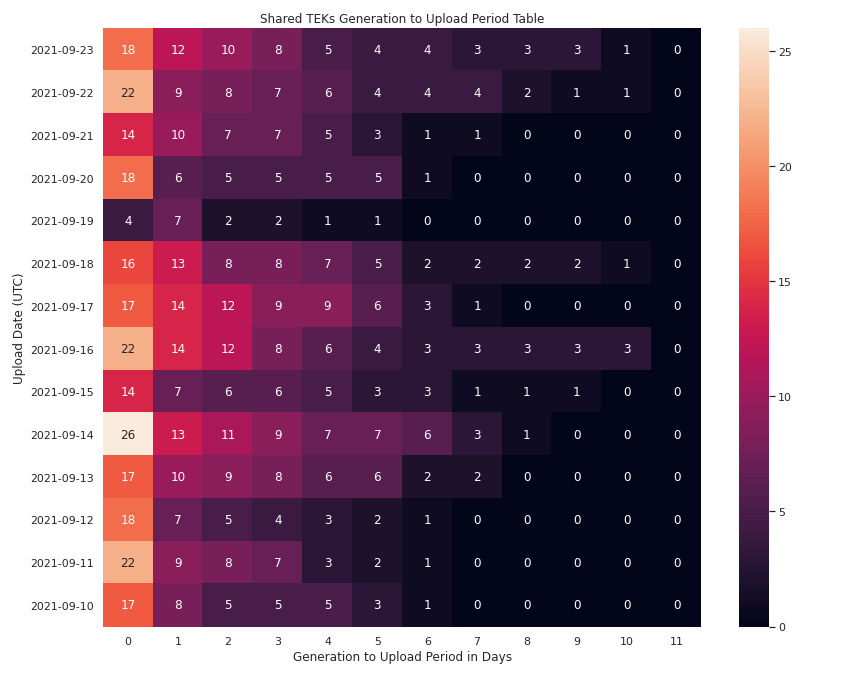 Shared TEKs Generation to Upload Period Table
Upload Date (UTC)
2021-09-23 18 12 10 8 5 4 4 3 3 3 1 0
2021-09-22 22 9 8 7 6 4 4 4 2 1 1 0
2021-09-21 14 10 7 7 5 3 1 1 0 0 0 0
2021-09-20 18 6 5 5 5 5 1 0 0 0 0 0
2021-09-19 4 7 2 2 1 1 0 0 0 0 0 0
2021-09-18 16 13 8 8 7 5 2 2 2 2 1 0
2021-09-17 17 14 12 9 9 6 3 1 0 0 0 0
2021-09-16 22 14 12 8 6 4 3 3 3 3 3 0
2021-09-15 14 7 6 6 5 3 3 1 1 1 0 0
2021-09-14 26 13 11 9 7 7 6 3 1 0 0 0
2021-09-13 17 10 9 8 6 6 2 2 0 0 0 0
2021-09-12 18 7 5 4 3 2 1 0 0 0 0 0
2021-09-11 22 9 8 7 3 2 1 0 0 0 0 0
2021-09-10 17 8 5 5 5 3 1 0 0 0 0 0
0 1 2 3 4 5 6 7 8 9 10 11
Generation to Upload Period in Days
25
20
15
10
5
0